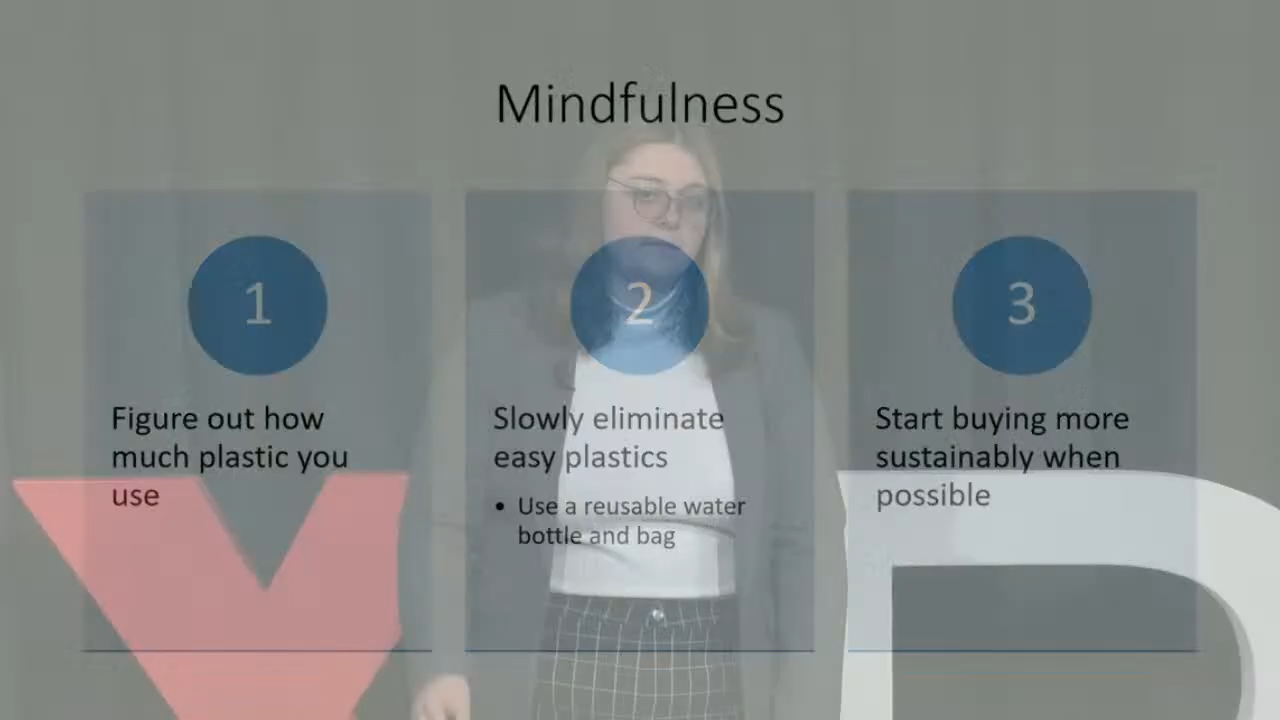 Mindfulness
1
Figure out how
much plastic you
use
2
Slowly eliminate
easy plastics
• Use a reusable water
bottle and bag
3
Start buying more
sustainably when
possible